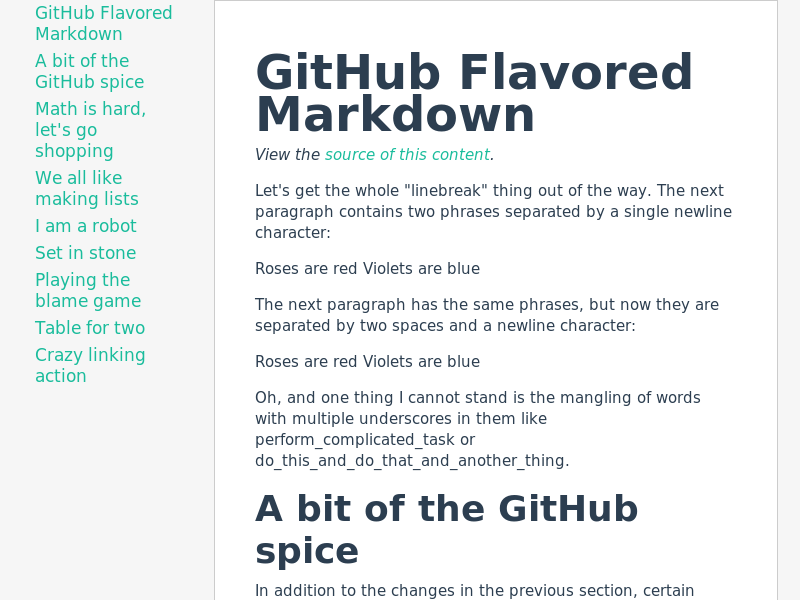 GitHub Flavored
Markdown
A bit of the
GitHub spice
Math is hard,
let's go
shopping
We all like
making lists
I am a robot
Set in stone
Playing the
blame game
Table for two
Crazy linking
action
GitHub Flavored
Markdown
View the source of this content.
Let's get the whole "linebreak" thing out of the way. The next
paragraph contains two phrases separated by a single newline
character:
Roses are red Violets are blue
The next paragraph has the same phrases, but now they are
separated by two spaces and a newline character:
Roses are red Violets are blue
Oh, and one thing I cannot stand is the mangling of words
with multiple underscores in them like
perform_complicated_task or
do_this_and_do_that_and_another_thing.
A bit of the GitHub
spice
In addition to the changes in the previous section, certain